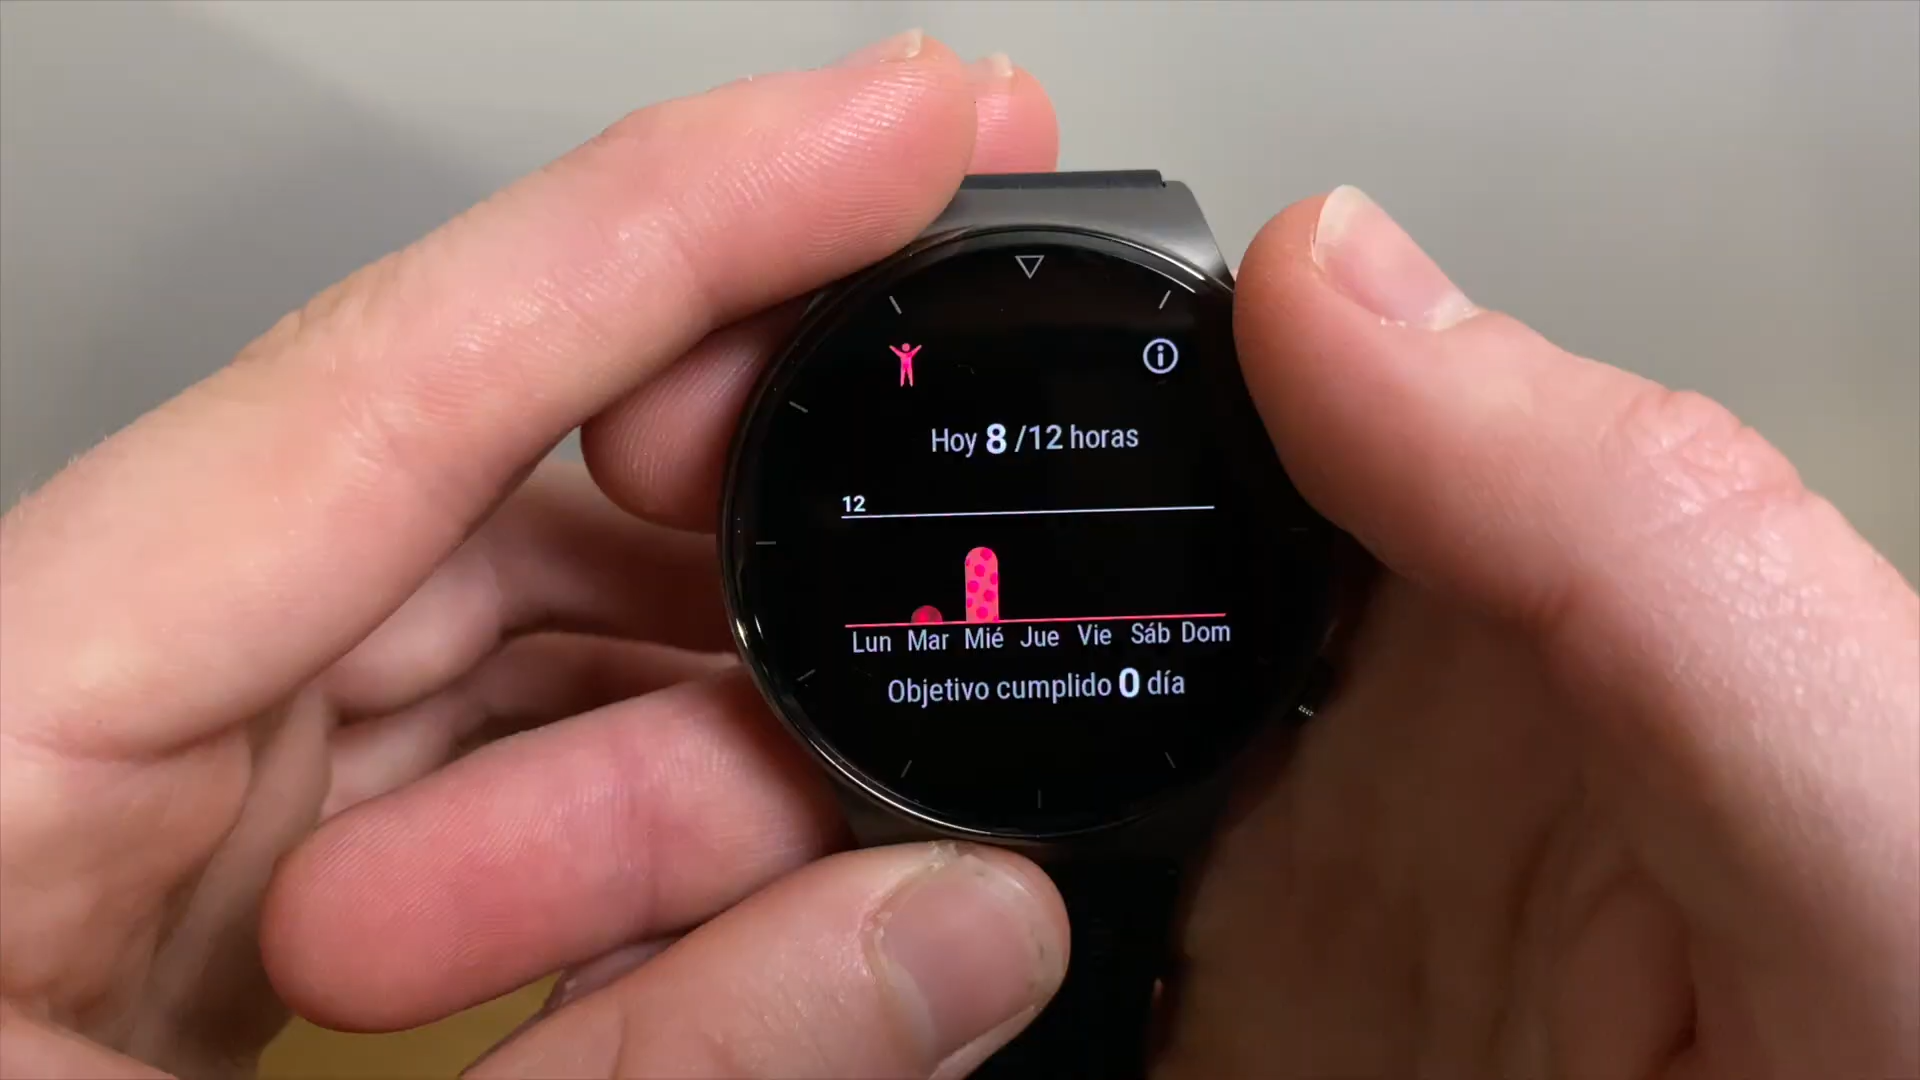 Hoy 8 /12 horas
12
Lun Mar Mié Jue Vie Sáb Dom
Objetivo cumplido 0 día